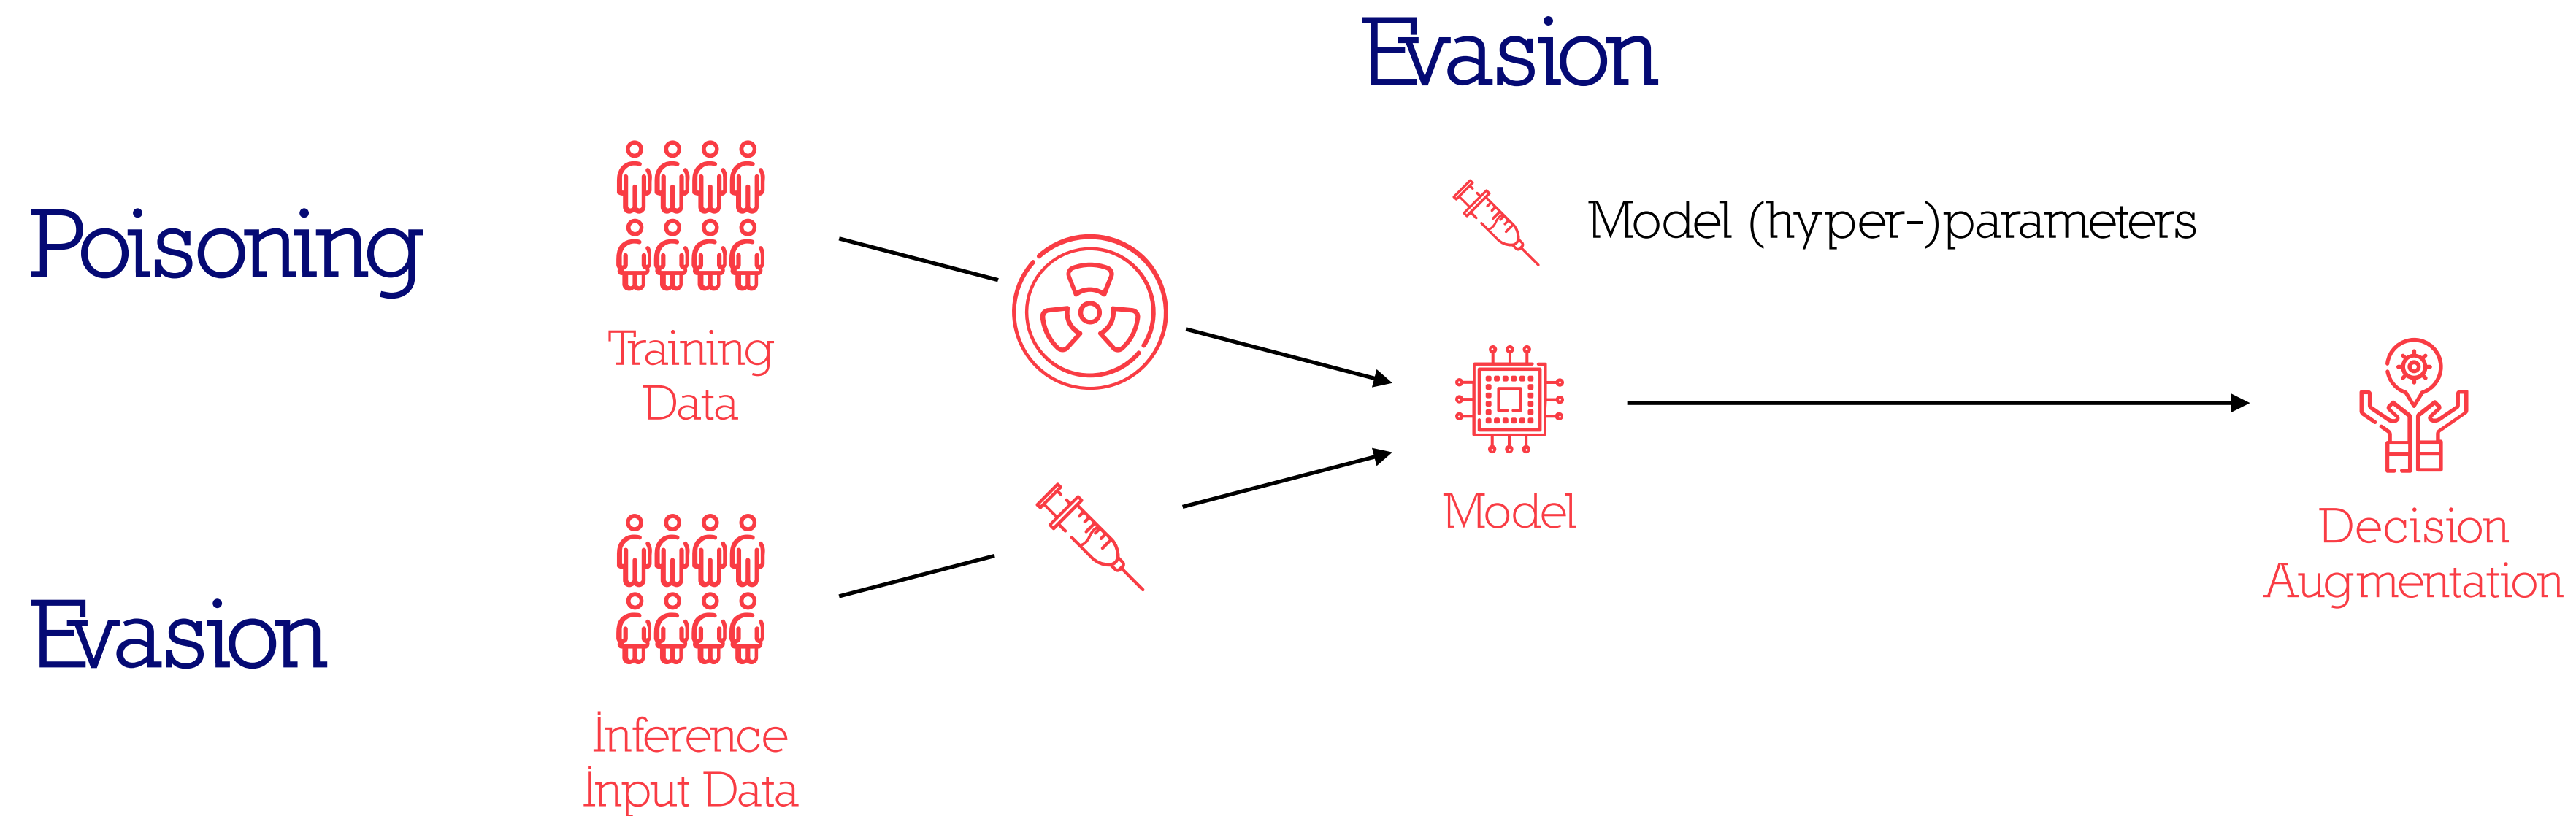 Evasion
Poisoning
Model (hyper-)parameters
Training
Data
Model
Decision
Augmentation
Evasion
Inference
Input Data